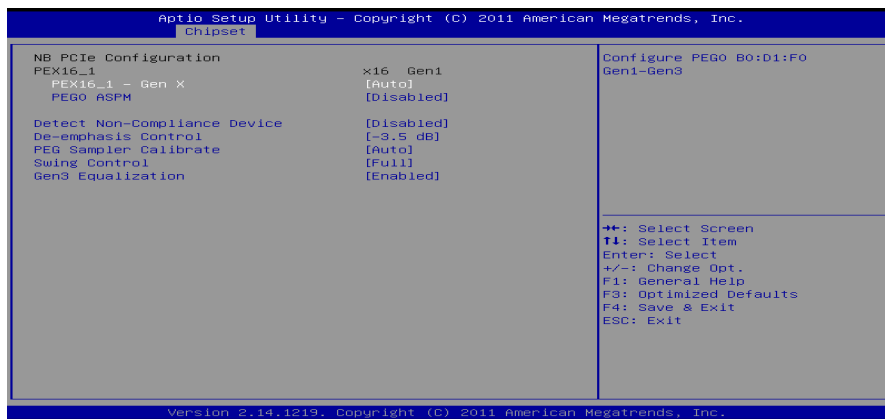 Aptio Setup Utility – Copyright (C) 2011 American Megatrends, Inc.
Chipset
NB PCIe Configuration
PEX16_1 x16 Gen1
PEX16_1 – Gen X [Auto]
PEG0 ASPM [Disabled]
Detect Non-Compliance Device [Disabled]
De-emphasis Control [-3.5 dB]
PEG Sampler Calibrate [Auto]
Swing Control [Full]
Gen3 Equalization [Enabled]
Configure PEG0 B0:D1:F0
Gen1-Gen3
→←: Select Screen
↑↓: Select Item
Enter: Select
+/-: Change Opt.
F1: General Help
F3: Optimized Defaults
F4: Save & Exit
ESC: Exit
Version 2.14.1219. Copyright (C) 2011 American Megatrends, Inc.